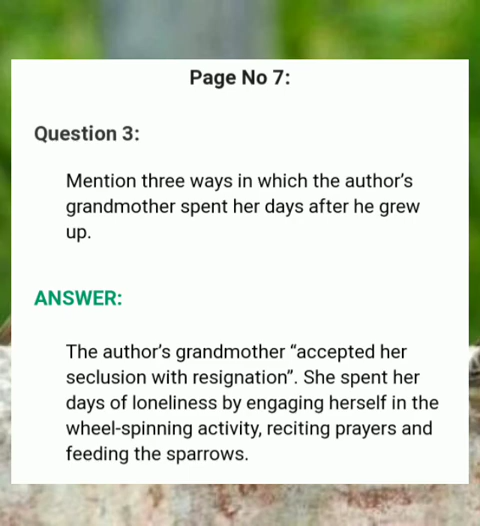 Page No 7:
Question 3:
Mention three ways in which the author's
grandmother spent her days after he grew
up.
ANSWER:
The author's grandmother “accepted her
seclusion with resignation”. She spent her
days of loneliness by engaging herself in the
wheel-spinning activity, reciting prayers and
feeding the sparrows.